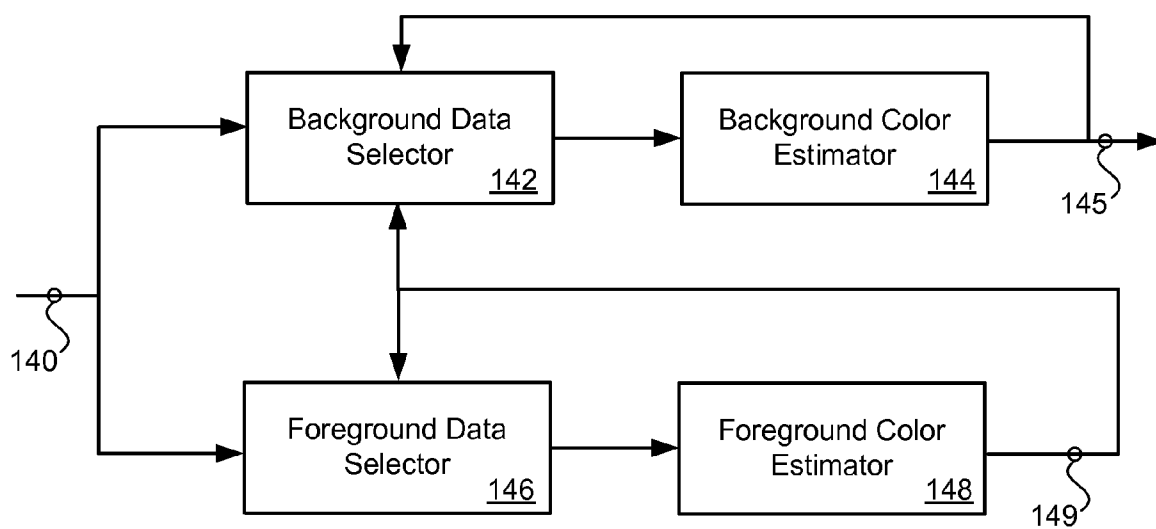 Background Data
Selector
142
Background Color
Estimator
144
145
140
Foreground Data
Selector
146
Foreground Color
Estimator
148
149